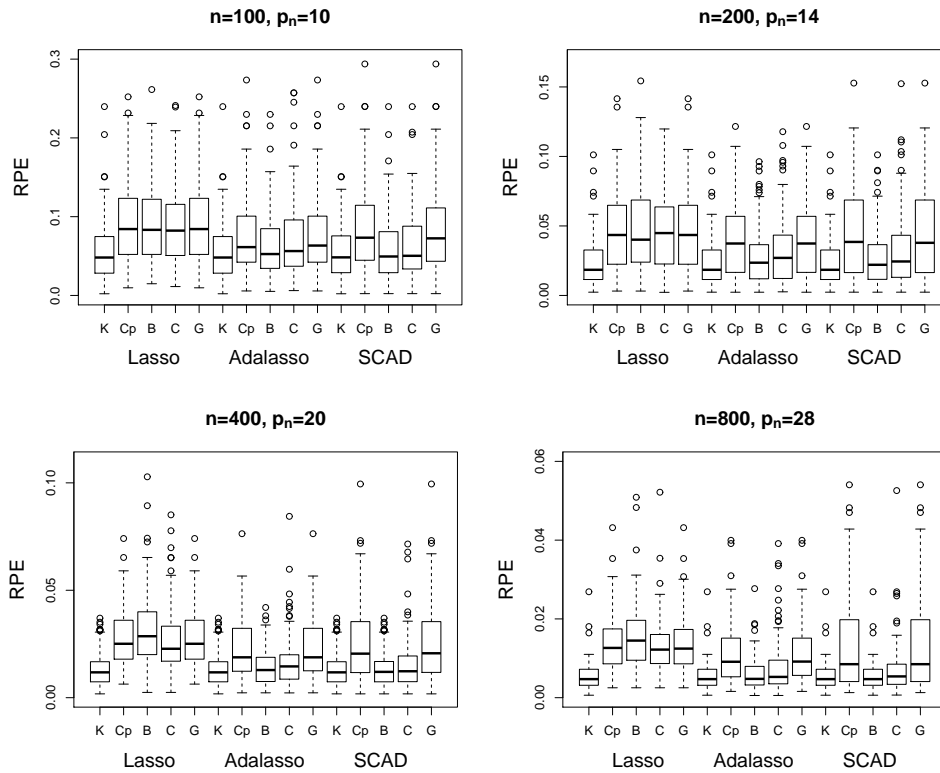 n=100, pn=10
RPE
0.3
0.2
0.1
0.0
K Cp B C G K Cp B C G K Cp B C G
Lasso Adalasso SCAD
n=200, pn=14
RPE
0.15
0.10
0.05
0.00
K Cp B C G K Cp B C G K Cp B C G
Lasso Adalasso SCAD
n=400, pn=20
RPE
0.10
0.05
0.00
K Cp B C G K Cp B C G K Cp B C G
Lasso Adalasso SCAD
n=800, pn=28
RPE
0.06
0.04
0.02
0.00
K Cp B C G K Cp B C G K Cp B C G
Lasso Adalasso SCAD